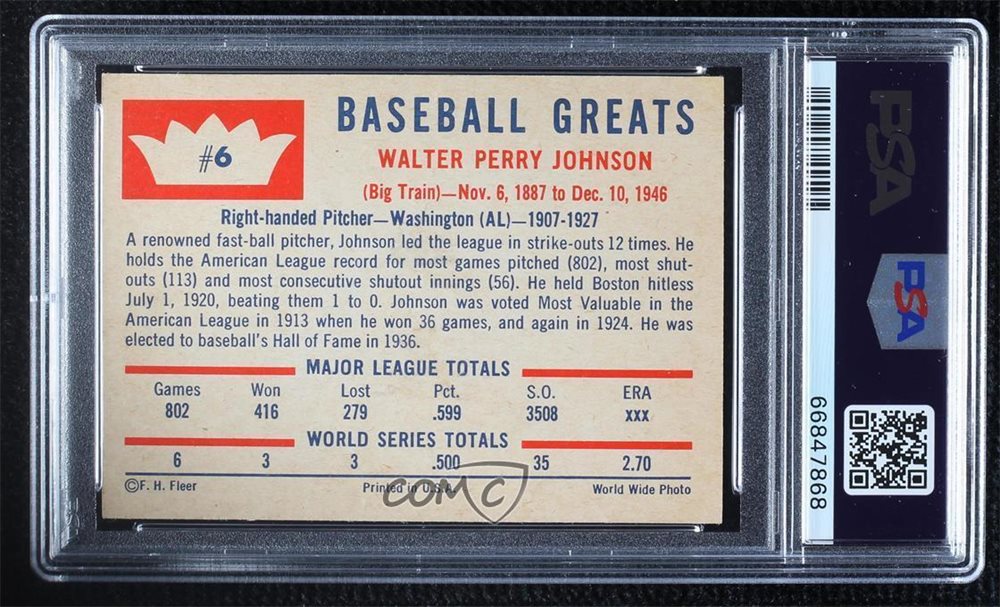 #6
BASEBALL GREATS
WALTER PERRY JOHNSON
(Big Train)—Nov. 6, 1887 to Dec. 10, 1946
Right-handed Pitcher—Washington (AL)—1907-1927
A renowned fast-ball pitcher, Johnson led the league in strike-outs 12 times. He
holds the American League record for most games pitched (802), most shut-
outs (113) and most consecutive shutout innings (56). He held Boston hitless
July 1, 1920, beating them 1 to 0. Johnson was voted Most Valuable in the
American League in 1913 when he won 36 games, and again in 1924. He was
elected to baseball's Hall of Fame in 1936.
MAJOR LEAGUE TOTALS
Games Won Lost Pct. S.O. ERA
802 416 279 .599 3508 xxx
WORLD SERIES TOTALS
6 3 3 .500 35 2.70
©F. H. Fleer Printed in U.S.A. World Wide Photo
COMC
PSA
PSA
66847868